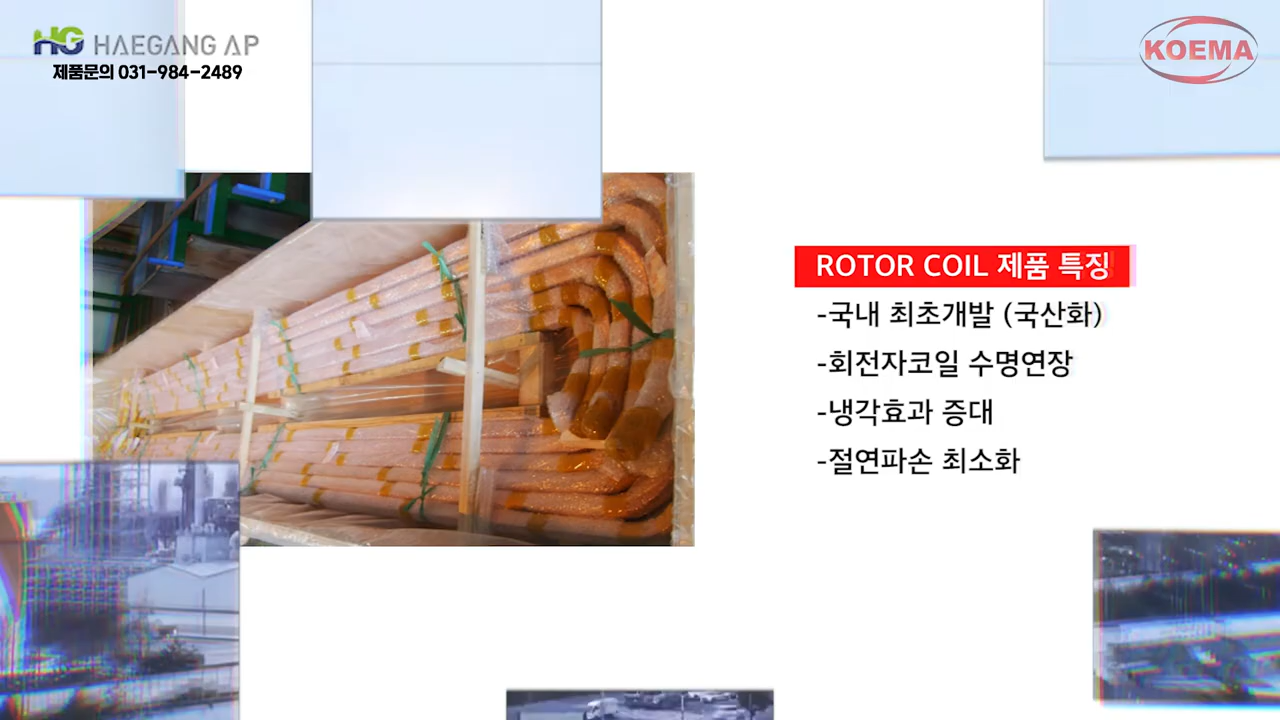 HG HAEGANG AP
제품문의 031-984-2489
KOEMA
ROTOR COIL 제품 특징
-국내 최초개발 (국산화)
-회전자코일 수명연장
-냉각효과 증대
-절연파손 최소화